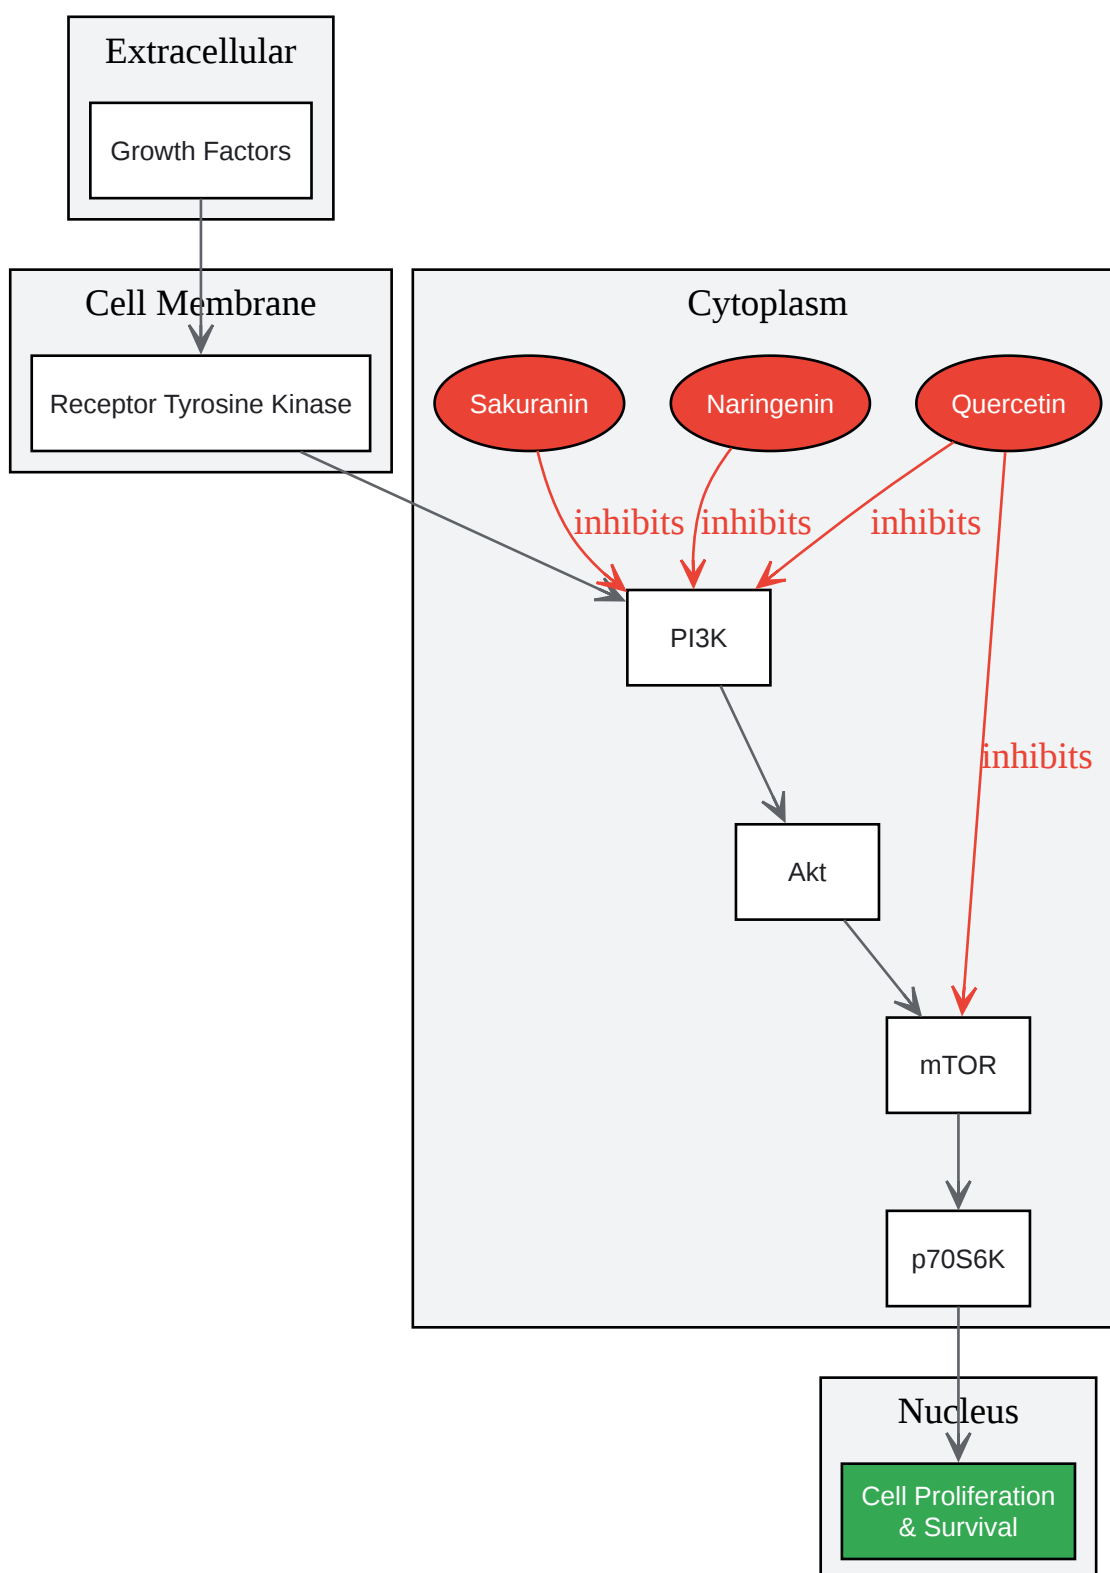 Extracellular
Growth Factors
Cell Membrane
Cytoplasm
Receptor Tyrosine Kinase
Sakuranin
Naringenin
Quercetin
inhibits
inhibits
inhibits
PI3K
inhibits
Akt
mTOR
p70S6K
Nucleus
Cell Proliferation
& Survival